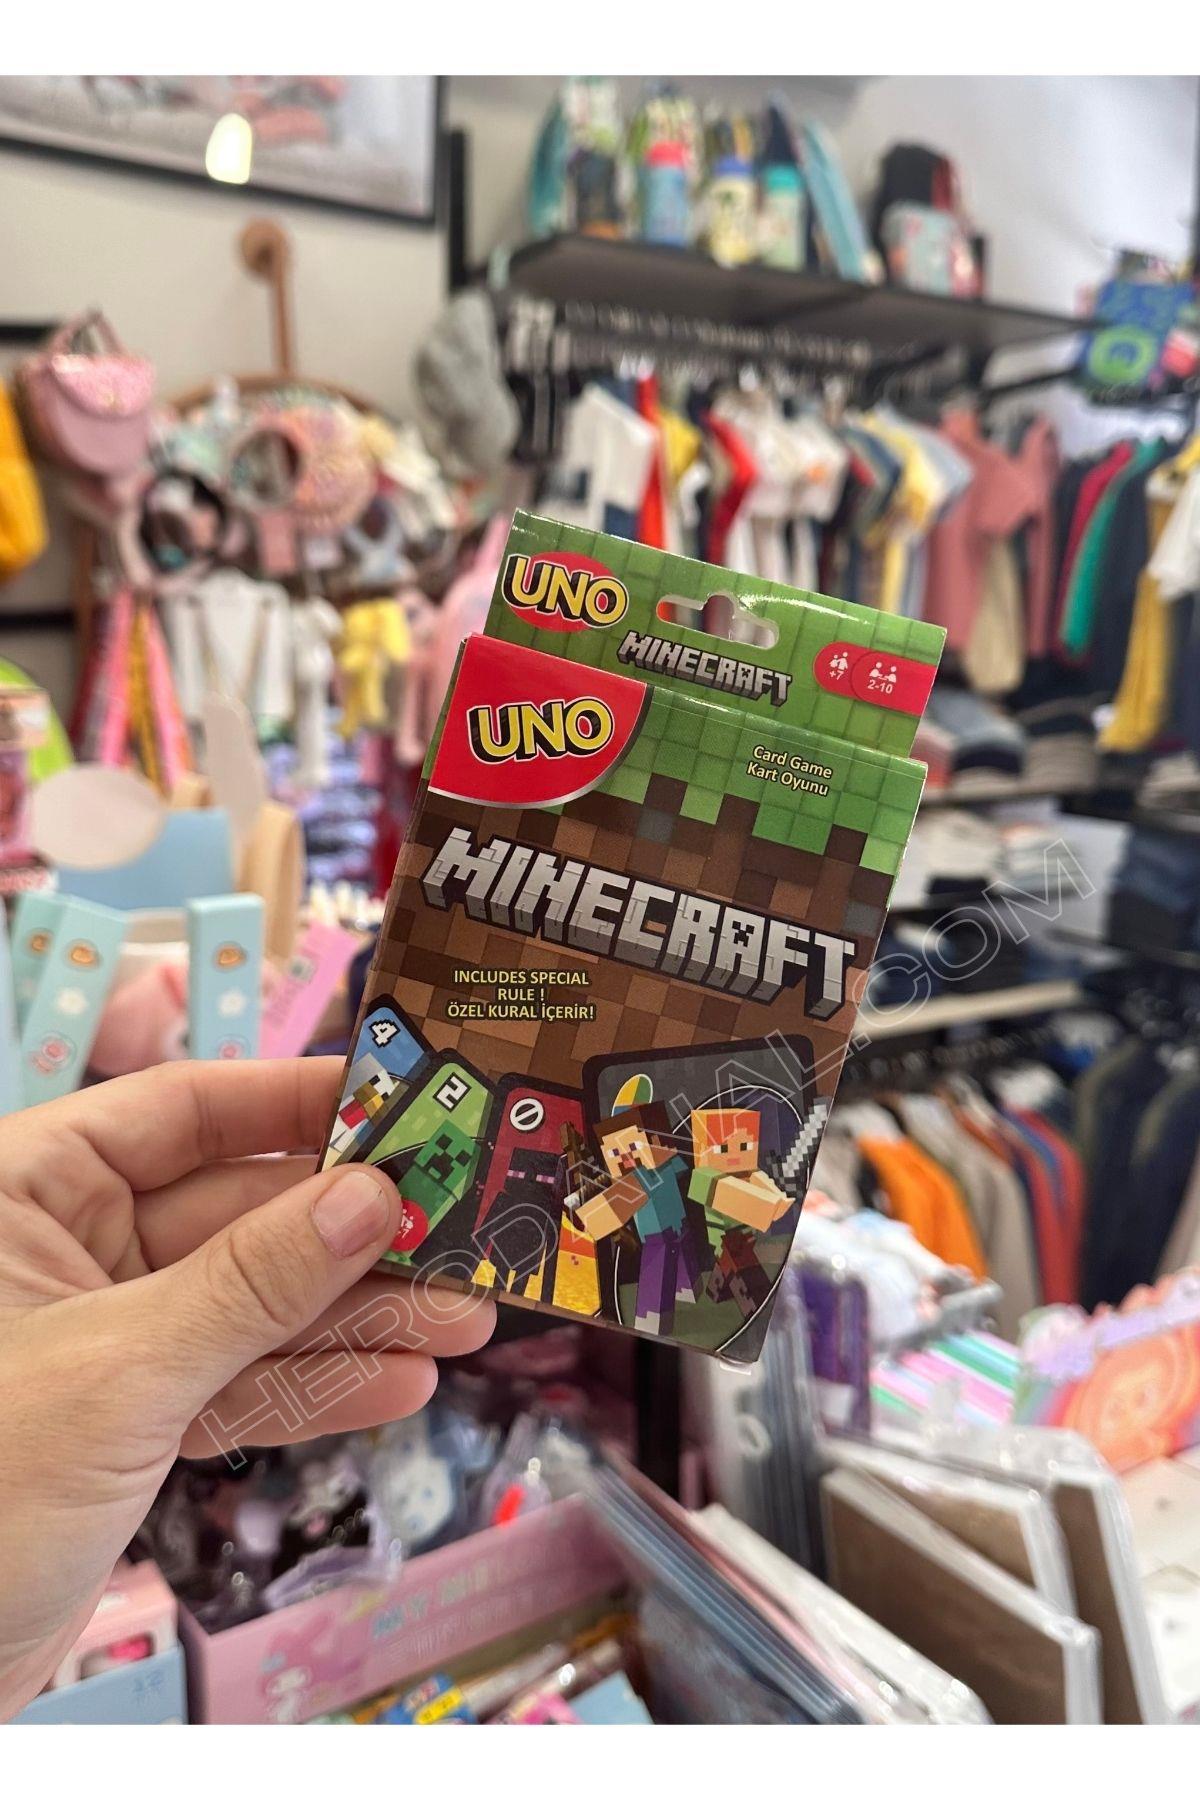 UNO
MINECRAFT
+7
2-10
UNO
Card Game
Kart Oyunu
MINECRAFT
INCLUDES SPECIAL
RULE !
ÖZEL KURAL İÇERİR!
4
2
HERODANAL.COM